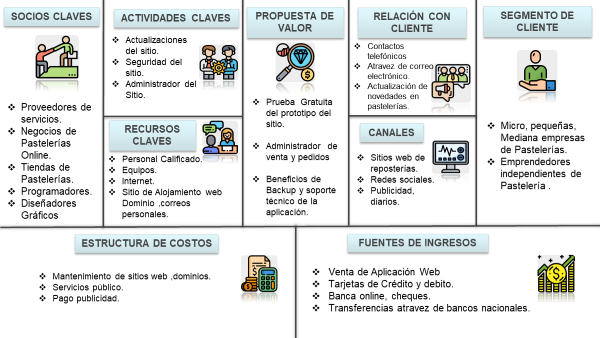 SOCIOS CLAVES
❖ Proveedores de
servicios.
❖ Negocios de
Pastelerías
Online.
❖ Tiendas de
Pastelerías.
❖ Programadores.
❖ Diseñadores
Gráficos
ACTIVIDADES CLAVES
❖ Actualizaciones
del sitio.
❖ Seguridad del
sitio.
❖ Administrador del
Sitio.
RECURSOS
CLAVES
❖ Personal Calificado.
❖ Equipos.
❖ Internet.
❖ Sitio de Alojamiento web
Dominio ,correos
personales.
PROPUESTA DE
VALOR
❖ Prueba Gratuita
del prototipo del
sitio.
❖ Administrador de
venta y pedidos
❖ Beneficios de
Backup y soporte
técnico de la
aplicación.
RELACIÓN CON
CLIENTE
❖ Contactos
telefónicos
❖ Atravez de correo
electrónico.
❖ Actualización de
novedades en
pastelerías.
CANALES
❖ Sitios web de
reposterías.
❖ Redes sociales.
❖ Publicidad,
diarios.
SEGMENTO DE
CLIENTE
❖ Micro, pequeñas,
Mediana empresas
de Pastelerías.
❖ Emprendedores
independientes de
Pastelería .
ESTRUCTURA DE COSTOS
❖ Mantenimiento de sitios web ,dominios.
❖ Servicios público.
❖ Pago publicidad.
FUENTES DE INGRESOS
❖ Venta de Aplicación Web
❖ Tarjetas de Crédito y debito.
❖ Banca online, cheques.
❖ Transferencias atravez de bancos nacionales.